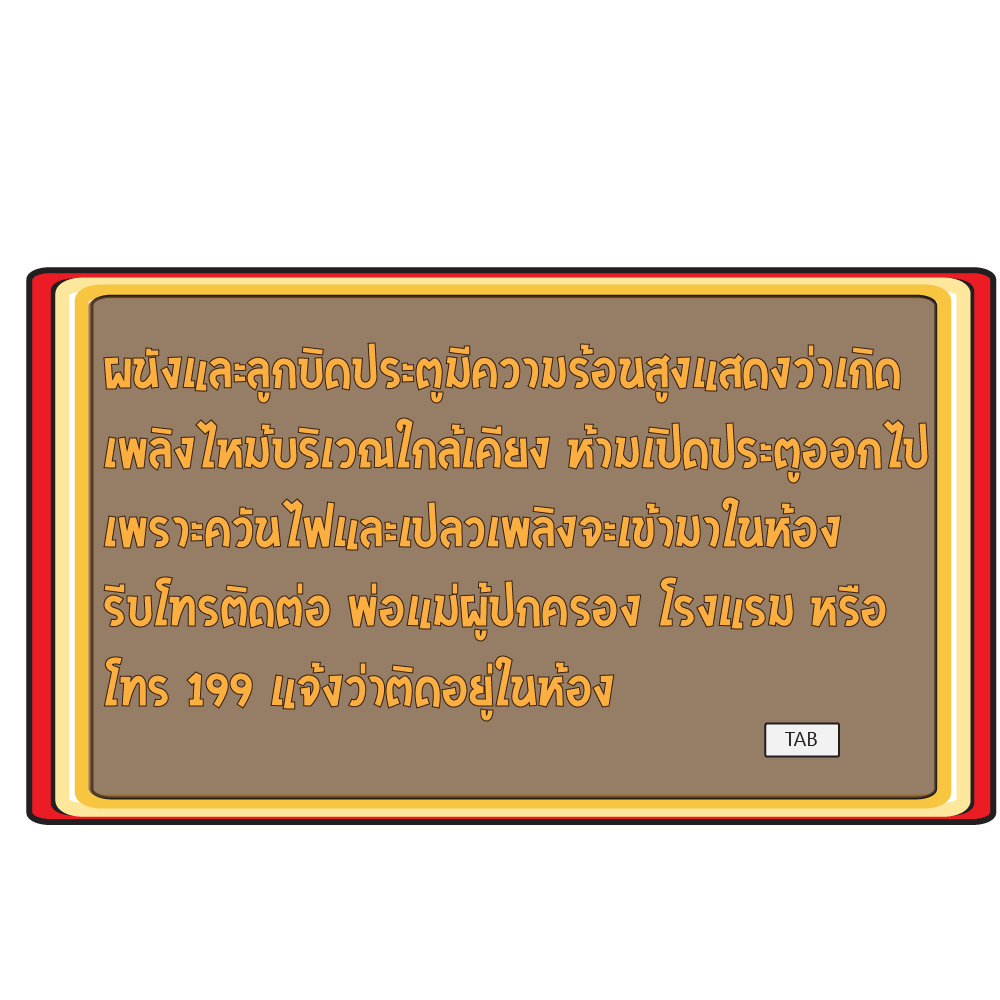 ผนังและลูกบิดประตูมีความร้อนสูงแสดงว่าเกิด
เพลิงไหม้บริเวณใกล้เคียง ห้ามเปิดประตูออกไป
เพราะควันไฟและเปลวเพลิงจะเข้ามาในห้อง
รีบโทรติดต่อ พ่อแม่ผู้ปกครอง โรงแรม หรือ
โทร 199 แจ้งว่าติดอยู่ในห้อง
TAB